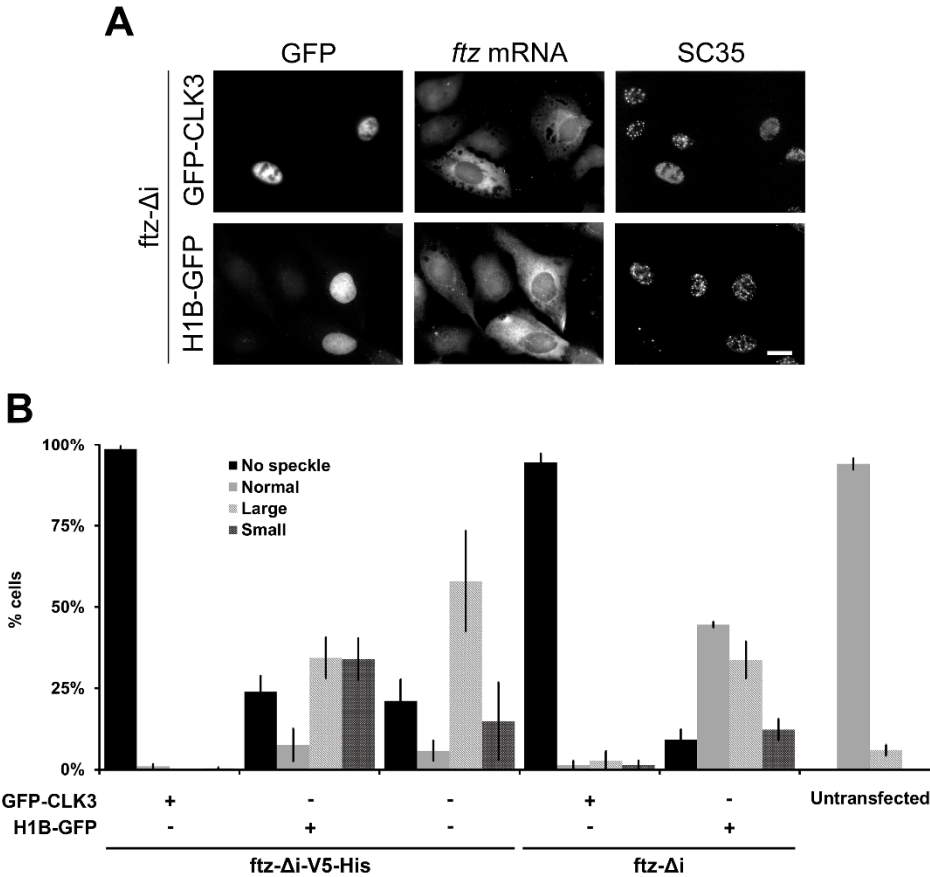 A
GFP ftz mRNA SC35
ftz-Δi
GFP-CLK3
H1B-GFP
B
100%
75%
50%
25%
0%
% cells
No speckle
Normal
Large
Small
GFP-CLK3 + - - + - Untransfected
H1B-GFP - + - - +
ftz-Δi-V5-His ftz-Δi